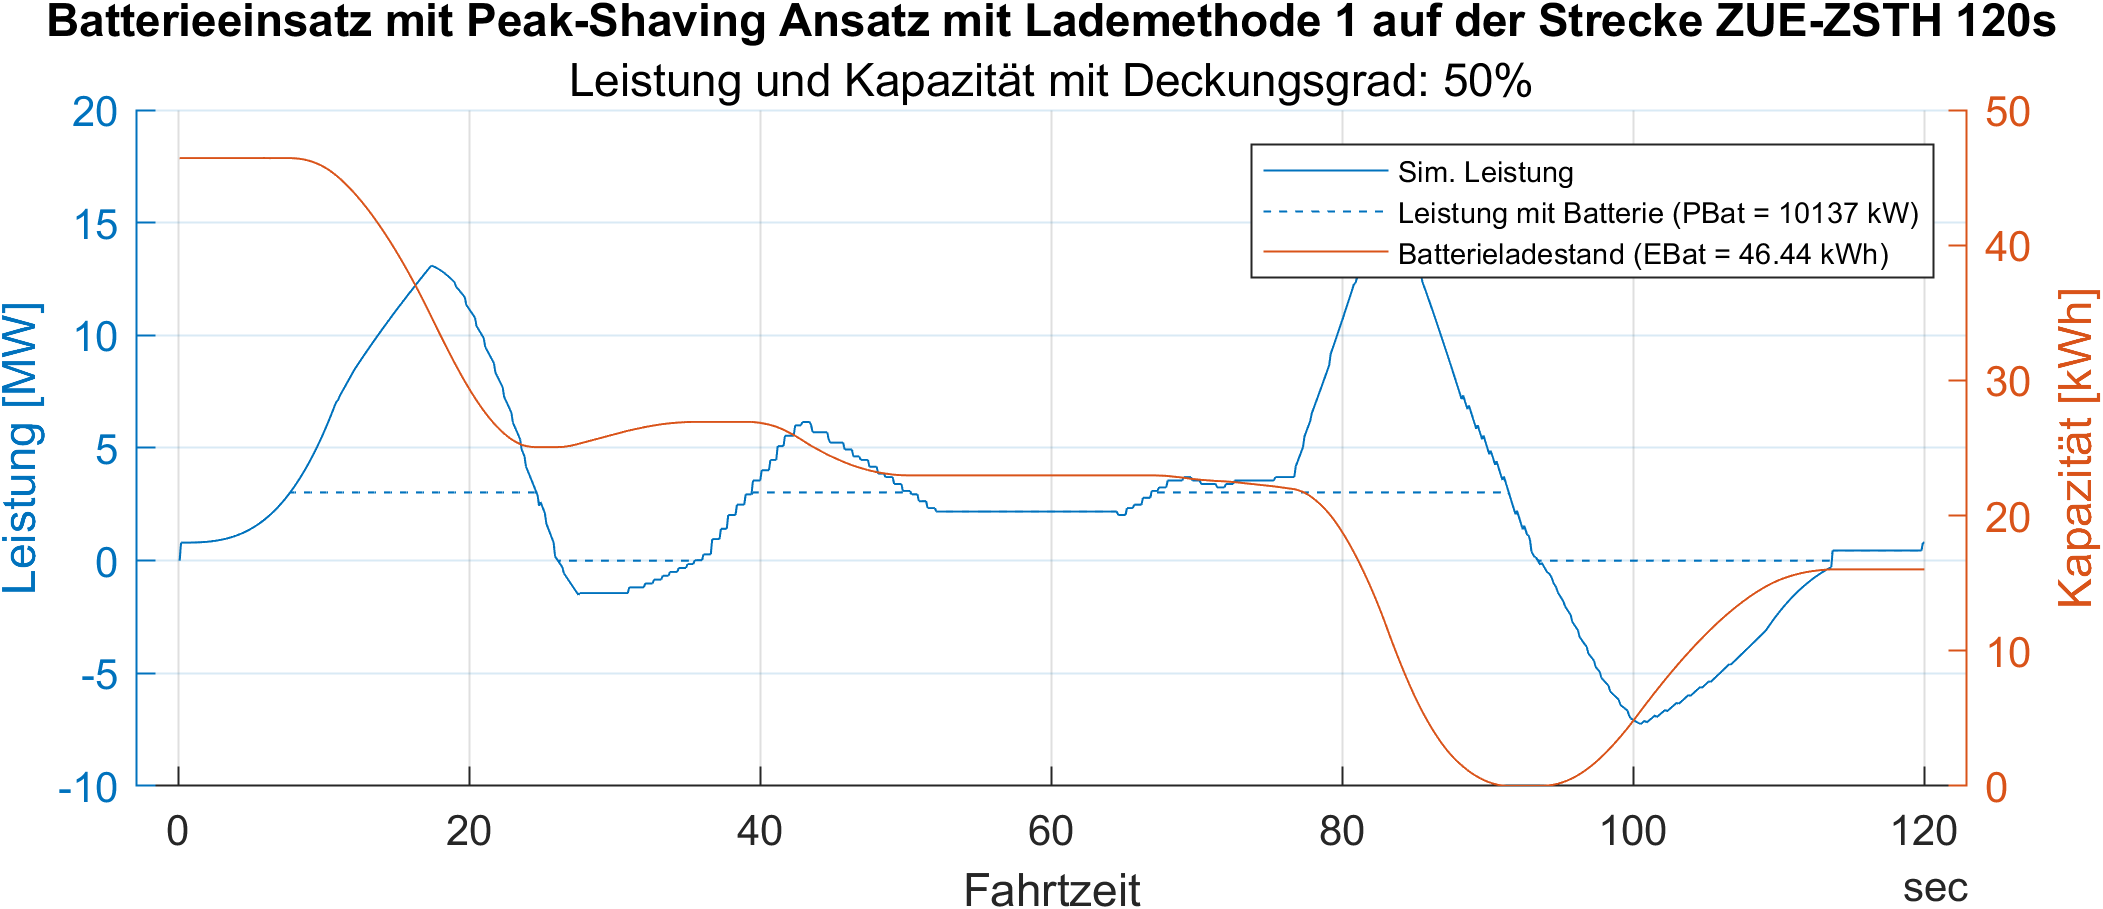 Batterieeinsatz mit Peak-Shaving Ansatz mit Lademethode 1 auf der Strecke ZUE-ZSTH 120s
Leistung und Kapazität mit Deckungsgrad: 50%
Leistung [MW]
20
15
10
5
0
-5
-10
Sim. Leistung
Leistung mit Batterie (PBat = 10137 kW)
Batterieladestand (EBat = 46.44 kWh)
50
40
30
20
10
0
Kapazität [kWh]
0 20 40 60 80 100 120
Fahrtzeit
sec